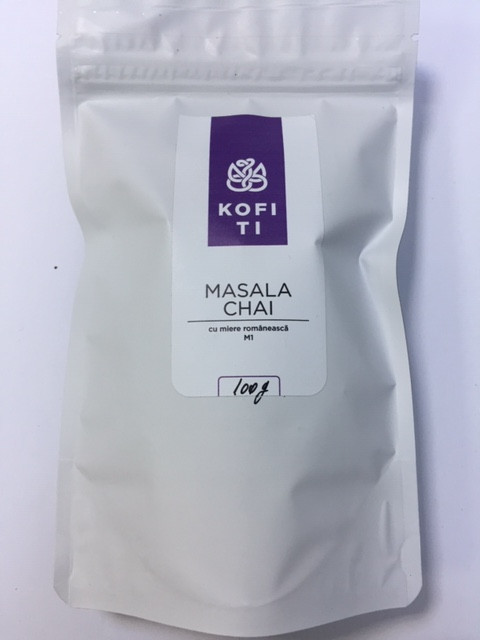 KOFI
TI
MASALA
CHAI
cu miere românească
M1
100g